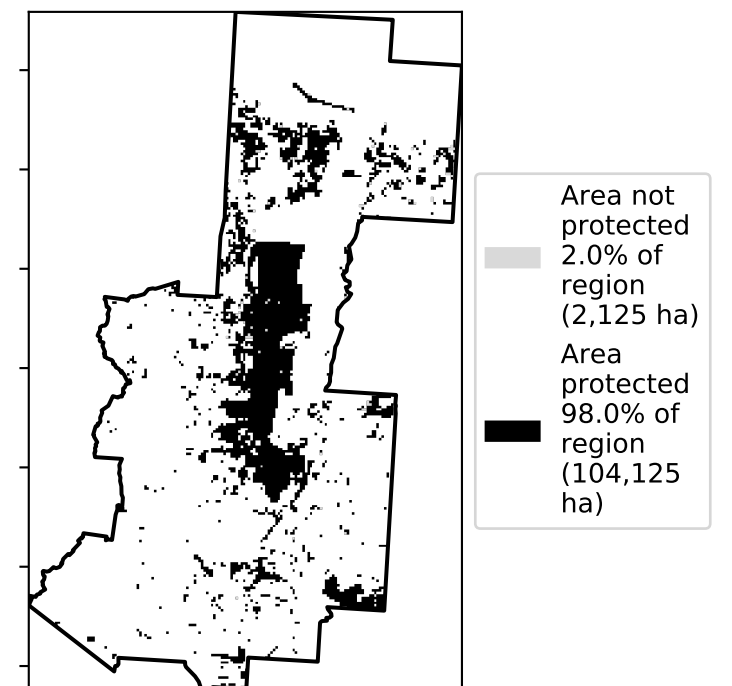 Area not
protected
2.0% of
region
(2,125 ha)
Area
protected
98.0% of
region
(104,125
ha)